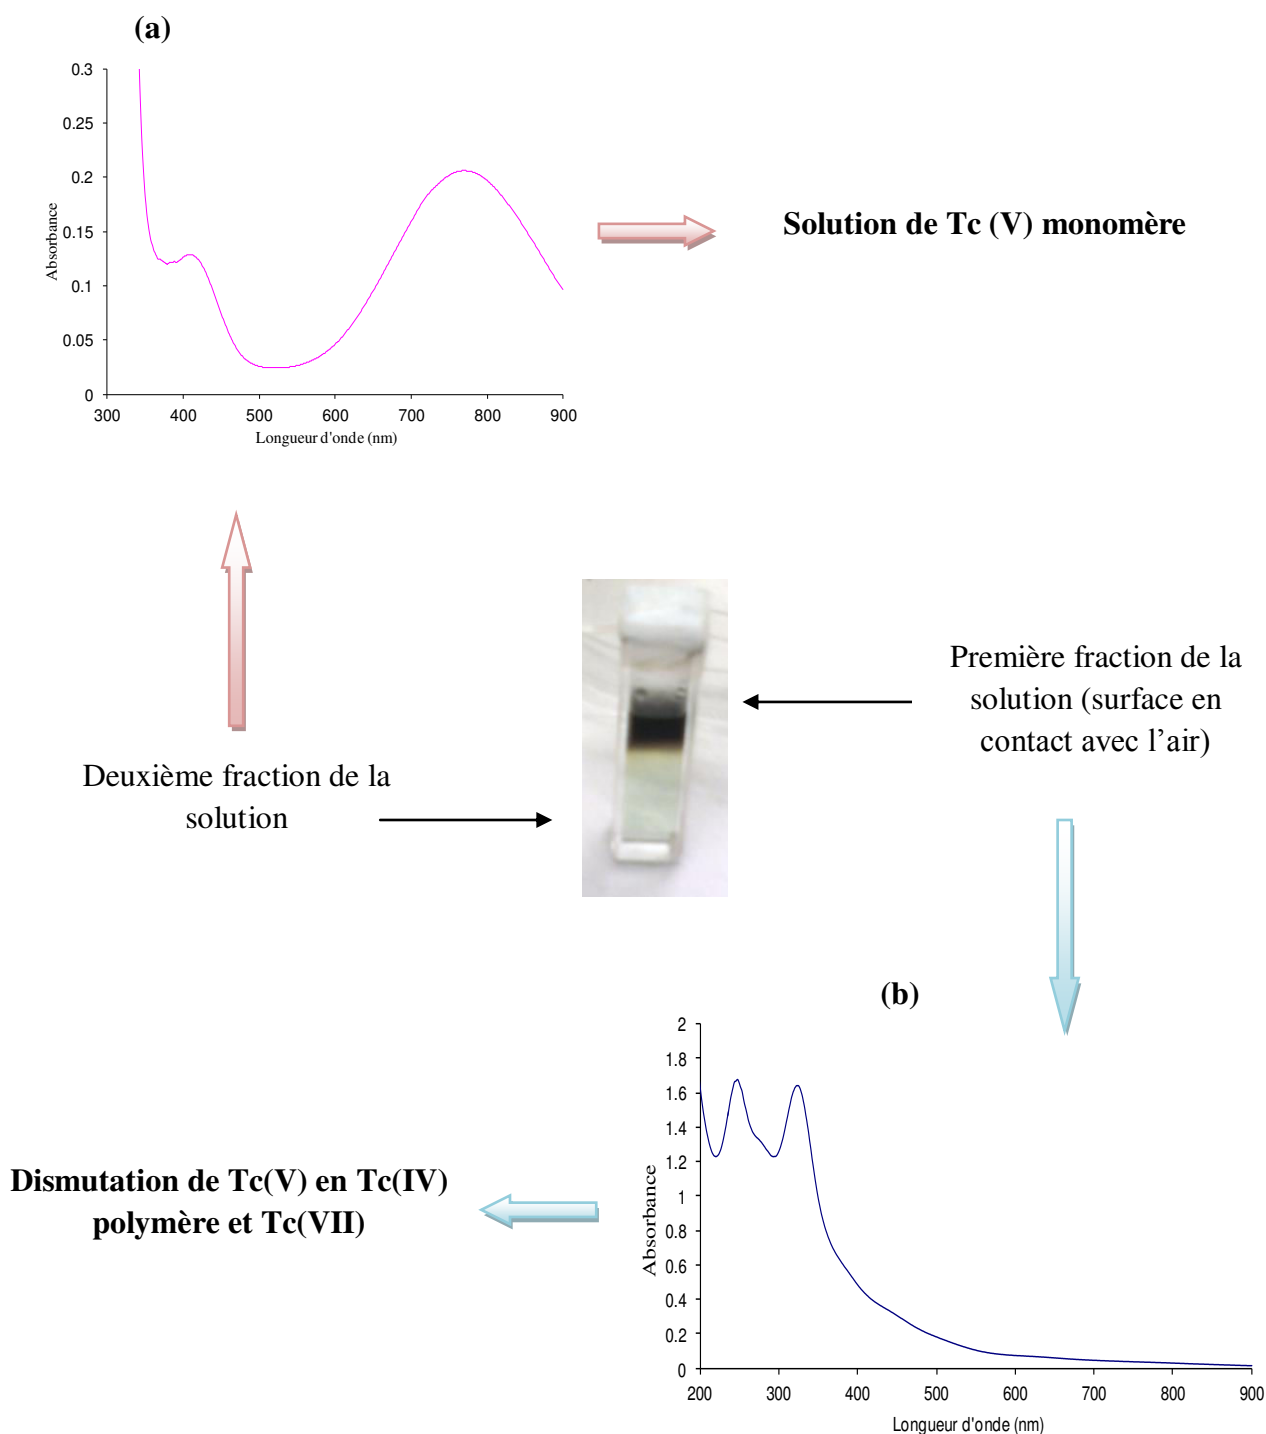 (a)
0.3
0.25
0.2
0.15
0.1
0.05
0
Absorbance
300 400 500 600 700 800 900
Longueur d'onde (nm)
Solution de Tc (V) monomère
Première fraction de la
solution (surface en
contact avec l’air)
Deuxième fraction de la
solution
(b)
2
1.8
1.6
1.4
1.2
1
0.8
0.6
0.4
0.2
0
Absorbance
200 300 400 500 600 700 800 900
Longueur d'onde (nm)
Dismutation de Tc(V) en Tc(IV)
polymère et Tc(VII)